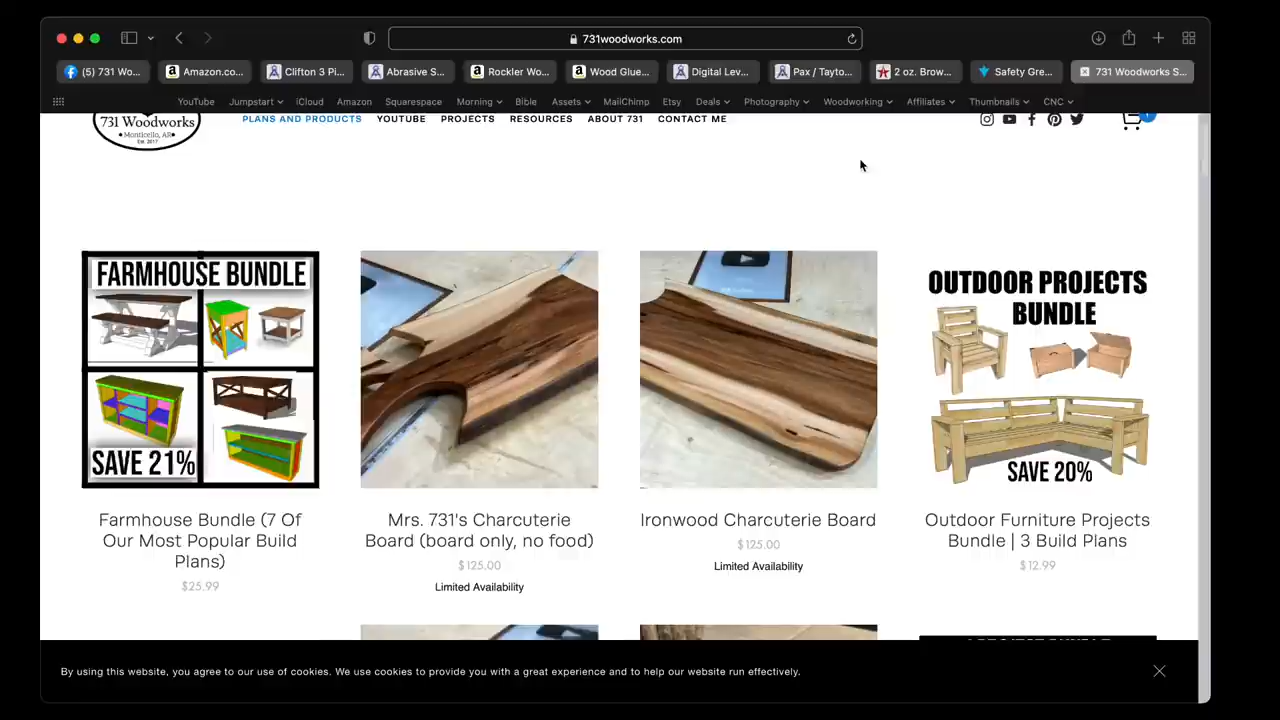 731woodworks.com
(5) 731 Wo...
Amazon.co...
Clifton 3 Pi...
Abrasive S...
Rockler Wo...
Wood Glue...
Digital Lev...
Pax / Tayto...
2 oz. Brow...
Safety Gre...
731 Woodworks S...
YouTube
Jumpstart
iCloud
Amazon
Squarespace
Morning
Bible
Assets
MailChimp
Etsy
Deals
Photography
Woodworking
Affiliates
Thumbnails
CNC
731 Woodworks
•Monticello, AR•
Est. 2017
PLANS AND PRODUCTS
YOUTUBE
PROJECTS
RESOURCES
ABOUT 731
CONTACT ME
FARMHOUSE BUNDLE
SAVE 21%
OUTDOOR PROJECTS
BUNDLE
SAVE 20%
Farmhouse Bundle (7 Of
Our Most Popular Build
Plans)
$25.99
Mrs. 731's Charcuterie
Board (board only, no food)
$125.00
Limited Availability
Ironwood Charcuterie Board
$125.00
Limited Availability
Outdoor Furniture Projects
Bundle | 3 Build Plans
$12.99
By using this website, you agree to our use of cookies. We use cookies to provide you with a great experience and to help our website run effectively.